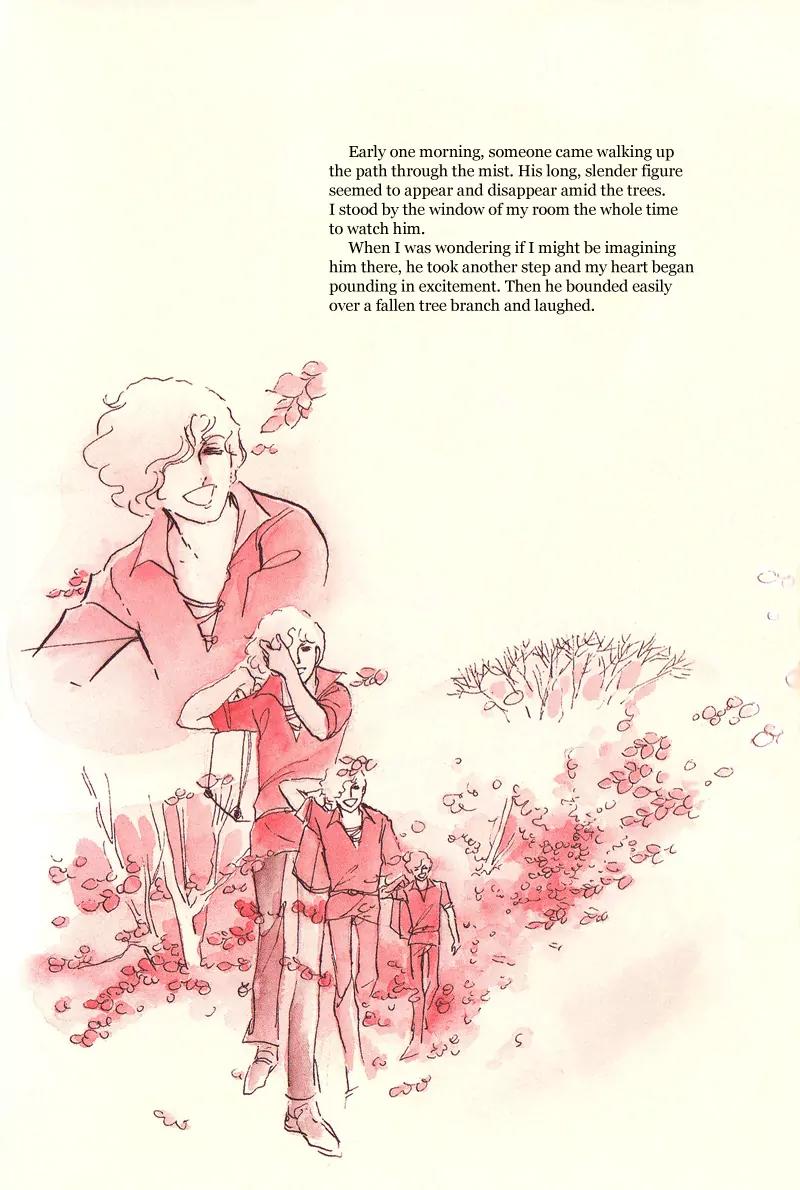 Early one morning, someone came walking up
the path through the mist. His long, slender figure
seemed to appear and disappear amid the trees.
I stood by the window of my room the whole time
to watch him.
When I was wondering if I might be imagining
him there, he took another step and my heart began
pounding in excitement. Then he bounded easily
over a fallen tree branch and laughed.